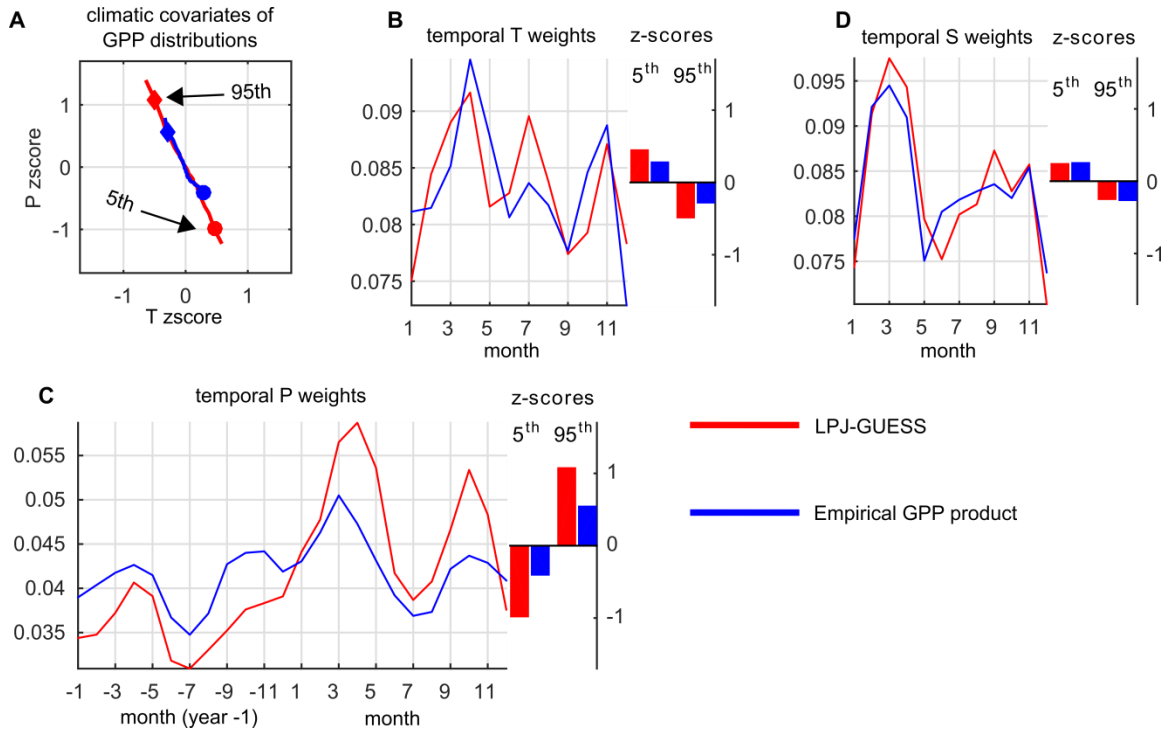 A
climatic covariates of
GPP distributions
1
0
-1
P zscore
95th
5th
-1
0
1
T zscore
B
temporal T weights
z-scores
5th 95th
0.09
0.085
0.08
0.075
1
0
-1
1 3 5 7 9 11
month
D
temporal S weights
z-scores
5th 95th
0.095
0.09
0.085
0.08
0.075
1
0
-1
1 3 5 7 9 11
month
C
temporal P weights
z-scores
5th 95th
0.055
0.05
0.045
0.04
0.035
1
0
-1
-1 -3 -5 -7 -9 -11 1 3 5 7 9 11
month (year -1) month
LPJ-GUESS
Empirical GPP product